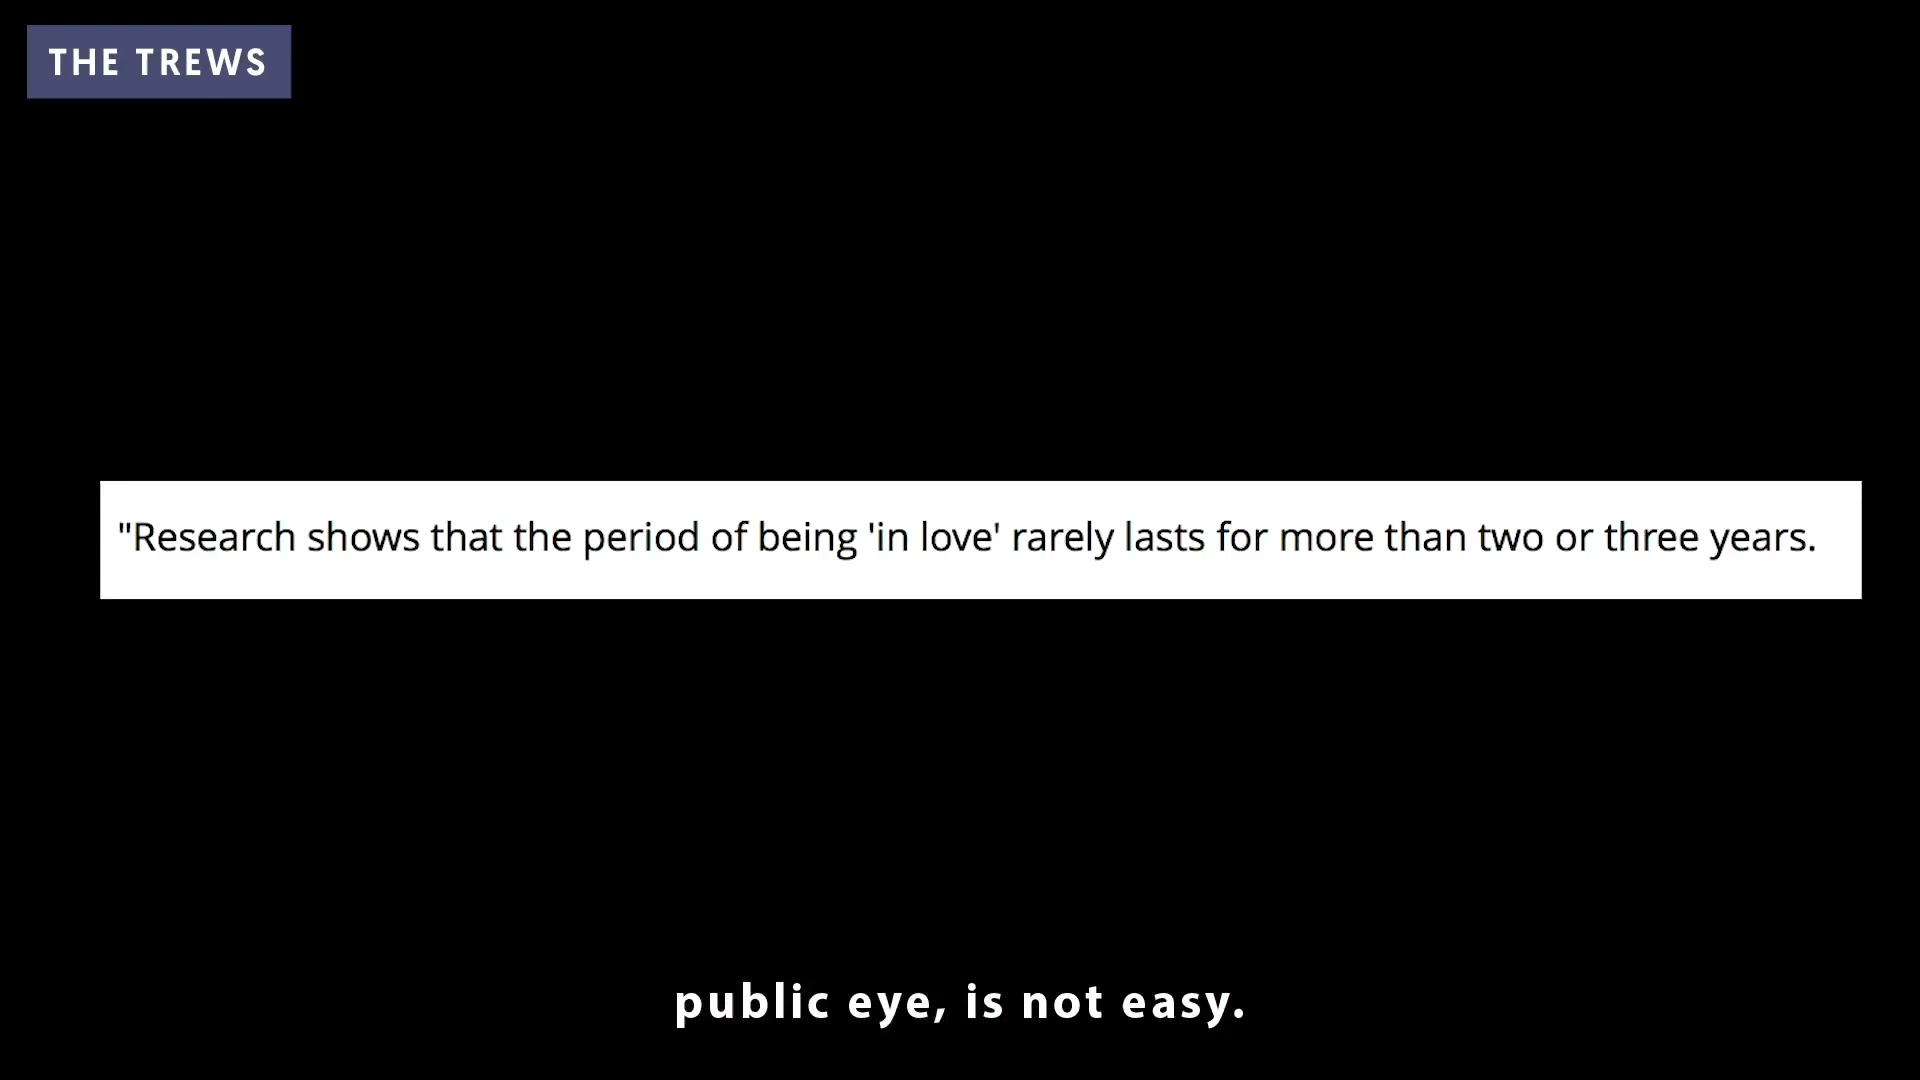 THE TREWS
"Research shows that the period of being 'in love' rarely lasts for more than two or three years.
public eye, is not easy.